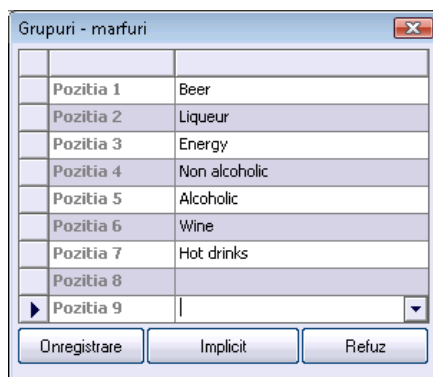 Grupuri - marfuri
Pozitia 1 Beer
Pozitia 2 Liqueur
Pozitia 3 Energy
Pozitia 4 Non alcoholic
Pozitia 5 Alcoholic
Pozitia 6 Wine
Pozitia 7 Hot drinks
Pozitia 8
Pozitia 9
Onregistrare Implicit Refuz